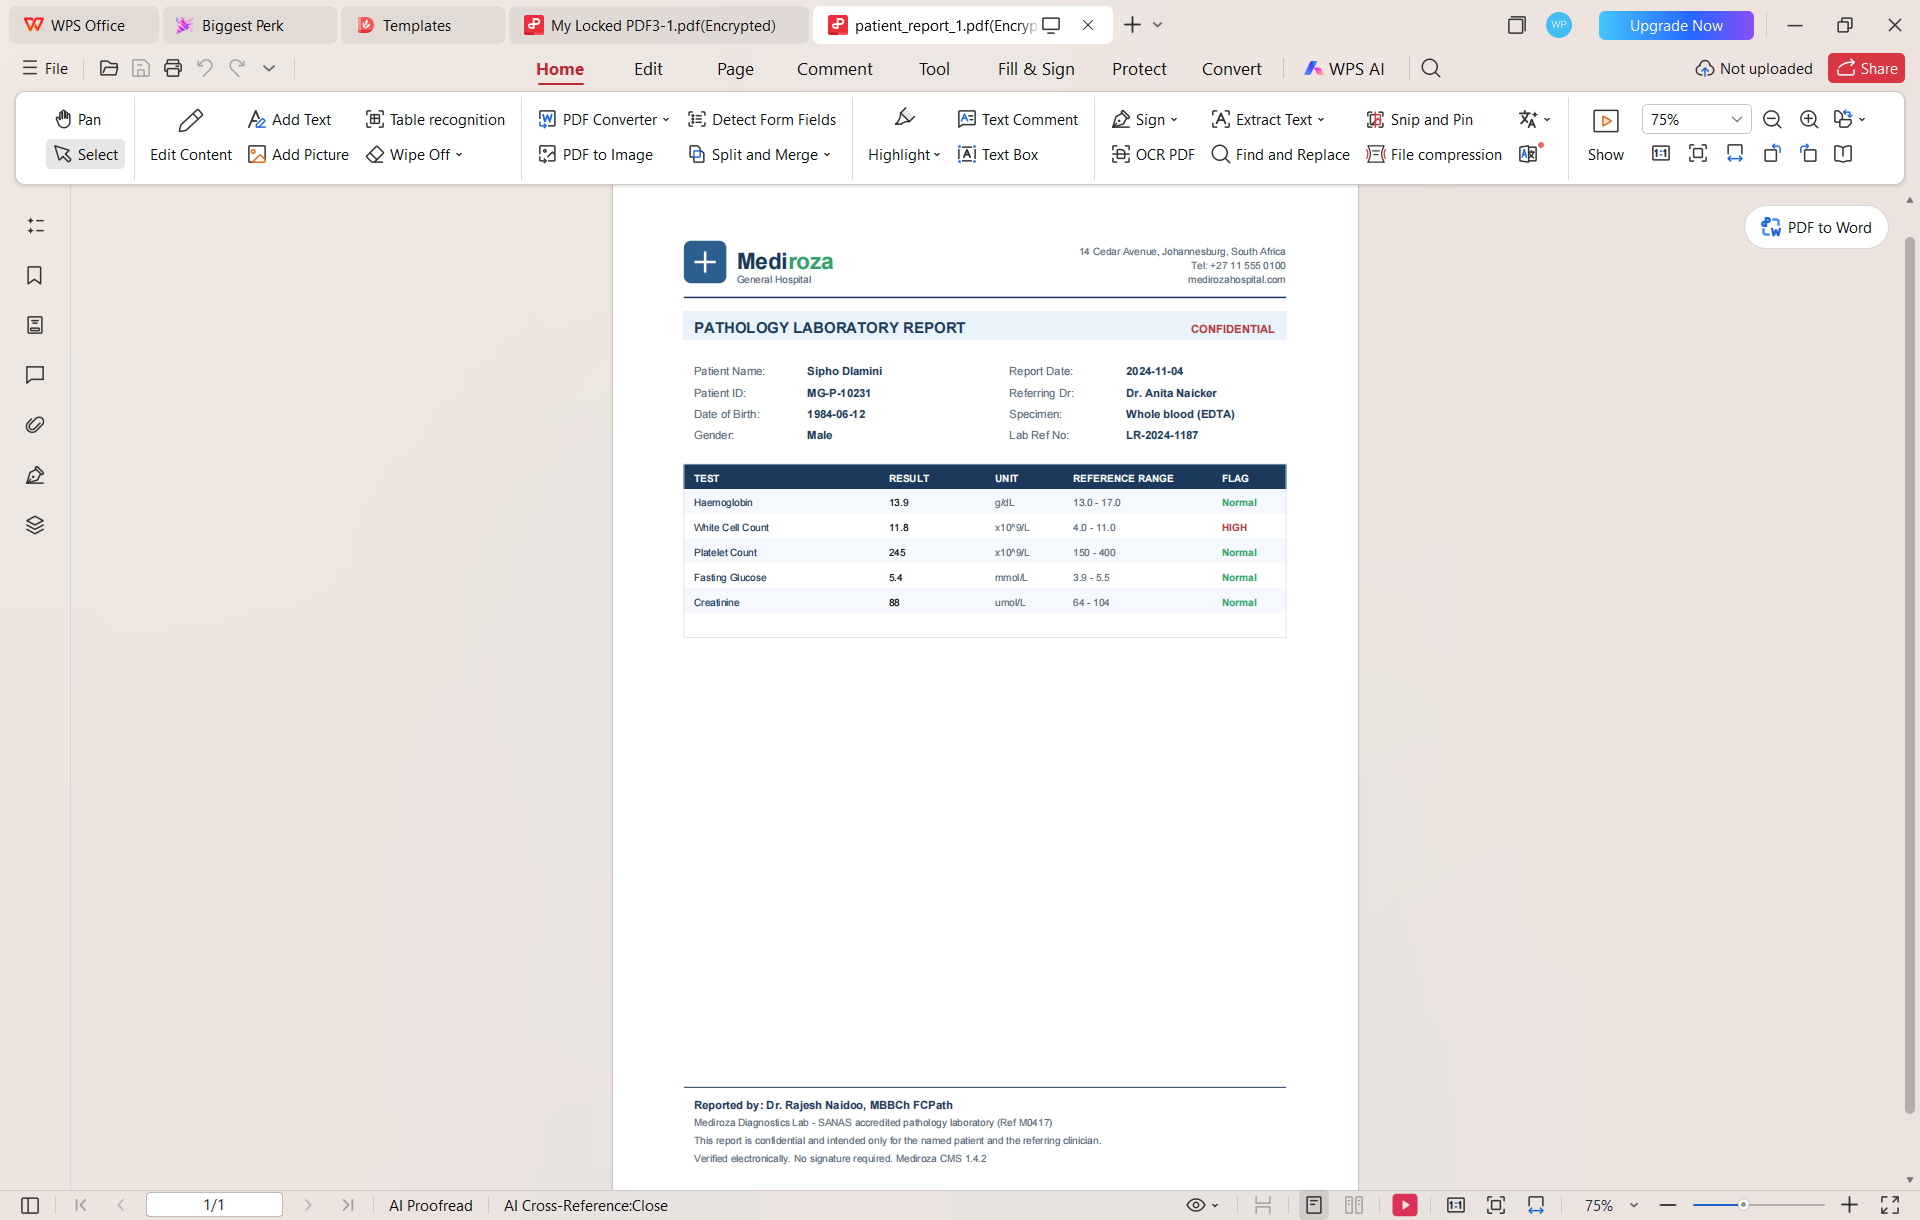 WPS Office
Biggest Perk
Templates
My Locked PDF3-1.pdf(Encrypted)
patient_report_1.pdf(Encryp
WP
Upgrade Now
File
Home
Edit
Page
Comment
Tool
Fill & Sign
Protect
Convert
WPS AI
Not uploaded
Share
Pan
Select
Edit Content
Add Text
Add Picture
Table recognition
Wipe Off
PDF Converter
PDF to Image
Detect Form Fields
Split and Merge
Highlight
Text Comment
Text Box
Sign
OCR PDF
Extract Text
Find and Replace
Snip and Pin
File compression
Show
75%
PDF to Word
Mediroza
General Hospital
14 Cedar Avenue, Johannesburg, South Africa
Tel: +27 11 555 0100
medirozahospital.com
PATHOLOGY LABORATORY REPORT CONFIDENTIAL
Patient Name: Sipho Dlamini Report Date: 2024-11-04
Patient ID: MG-P-10231 Referring Dr: Dr. Anita Naicker
Date of Birth: 1984-06-12 Specimen: Whole blood (EDTA)
Gender: Male Lab Ref No: LR-2024-1187
TEST RESULT UNIT REFERENCE RANGE FLAG
Haemoglobin 13.9 g/dL 13.0 - 17.0 Normal
White Cell Count 11.8 x10^9/L 4.0 - 11.0 HIGH
Platelet Count 245 x10^9/L 150 - 400 Normal
Fasting Glucose 5.4 mmol/L 3.9 - 5.5 Normal
Creatinine 88 umol/L 64 - 104 Normal
Reported by: Dr. Rajesh Naidoo, MBBCh FCPath
Mediroza Diagnostics Lab - SANAS accredited pathology laboratory (Ref M0417)
This report is confidential and intended only for the named patient and the referring clinician.
Verified electronically. No signature required. Mediroza CMS 1.4.2
1/1
AI Proofread
AI Cross-Reference:Close
75%